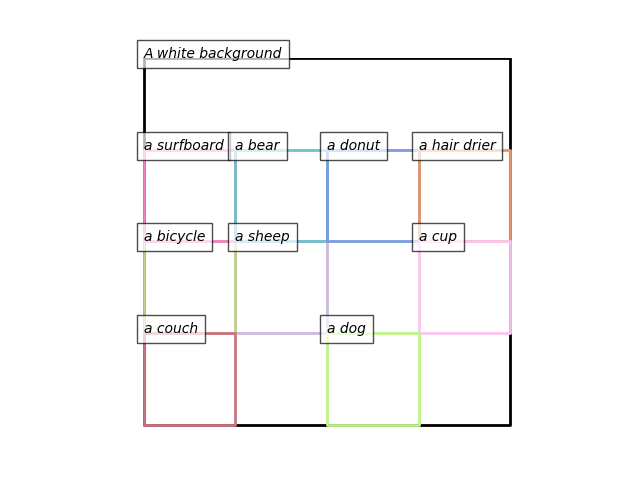 A white background
a surfboard
a bear
a donut
a hair drier
a bicycle
a sheep
a cup
a couch
a dog